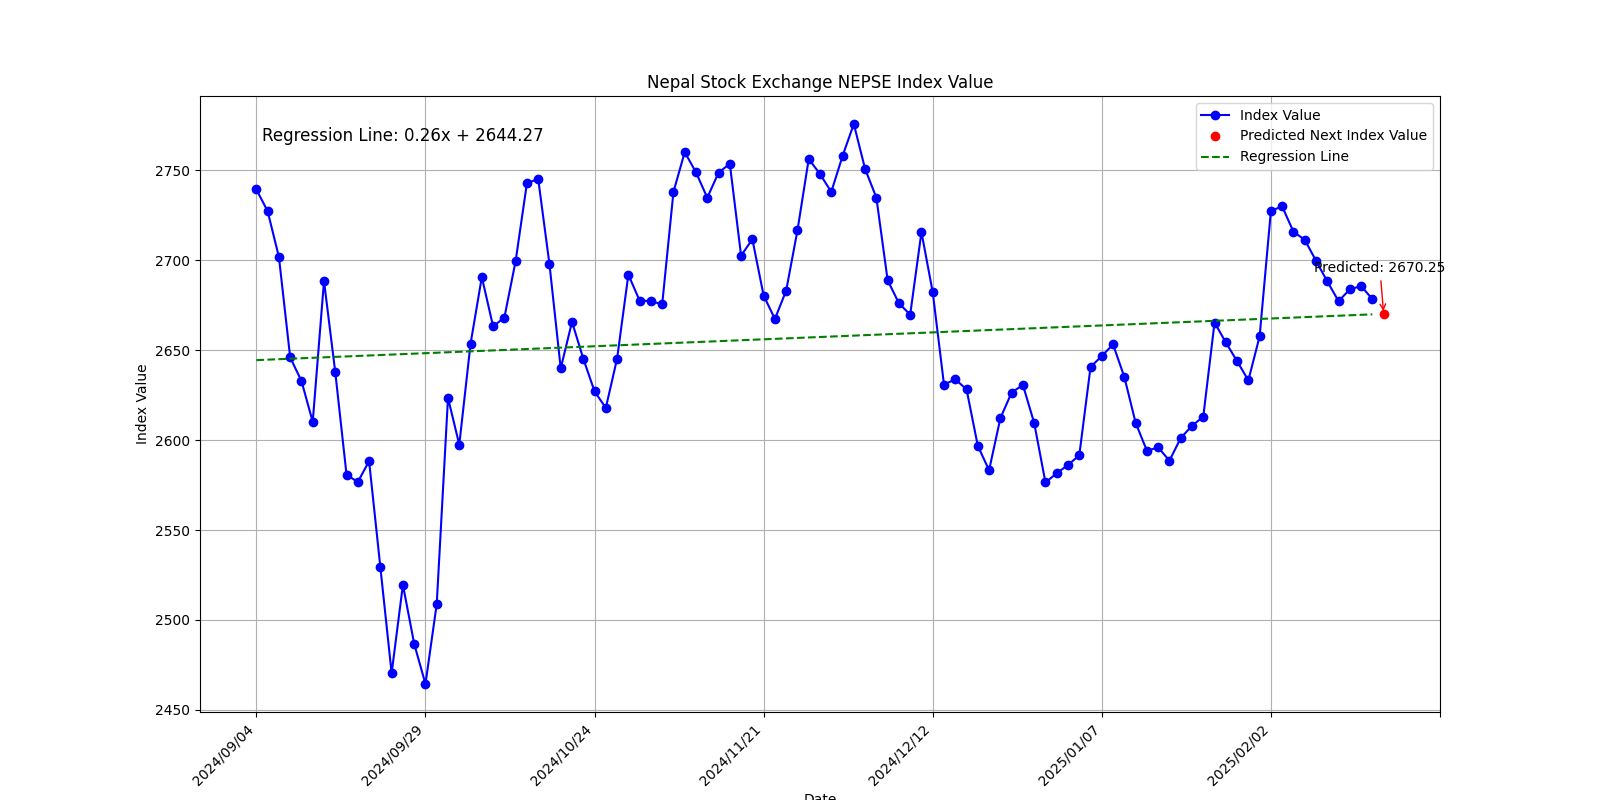 Nepal Stock Exchange NEPSE Index Value
Regression Line: 0.26x + 2644.27
Index Value
Predicted Next Index Value
Regression Line
Predicted: 2670.25
Index Value
2750
2700
2650
2600
2550
2500
2450
2024/09/04
2024/09/29
2024/10/24
2024/11/21
2024/12/12
2025/01/07
2025/02/02
Date